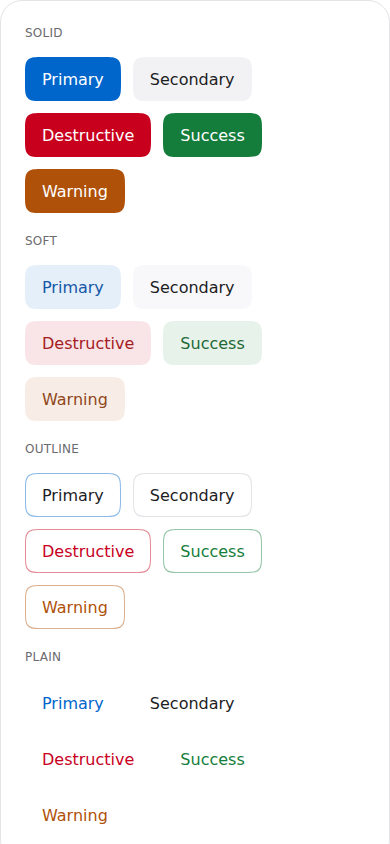 SOLID
Primary Secondary
Destructive Success
Warning
SOFT
Primary Secondary
Destructive Success
Warning
OUTLINE
Primary Secondary
Destructive Success
Warning
PLAIN
Primary Secondary
Destructive Success
Warning